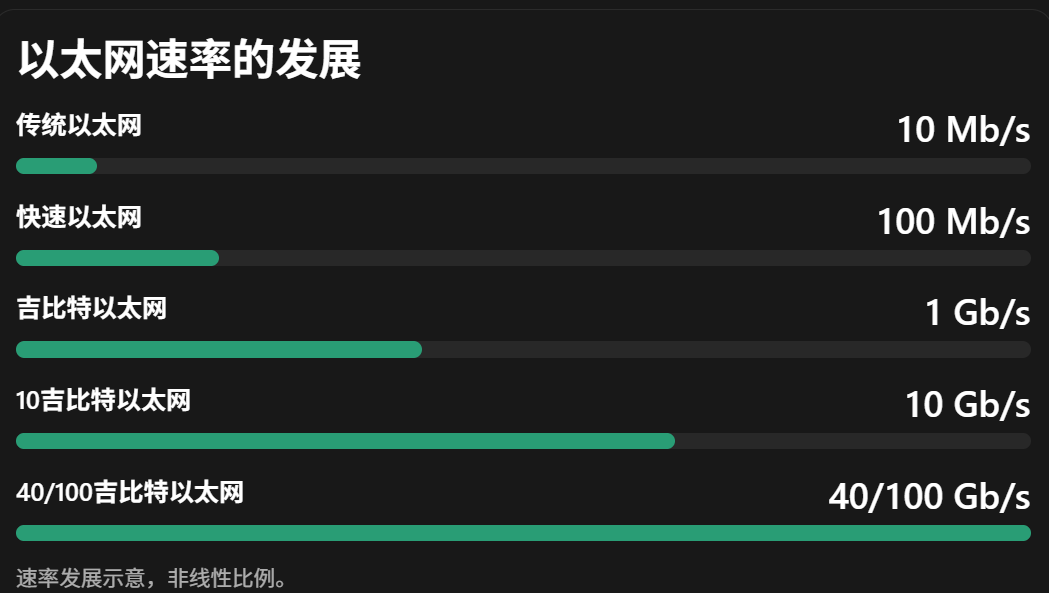 以太网速率的发展
传统以太网 10 Mb/s
快速以太网 100 Mb/s
吉比特以太网 1 Gb/s
10吉比特以太网 10 Gb/s
40/100吉比特以太网 40/100 Gb/s
速率发展示意，非线性比例。